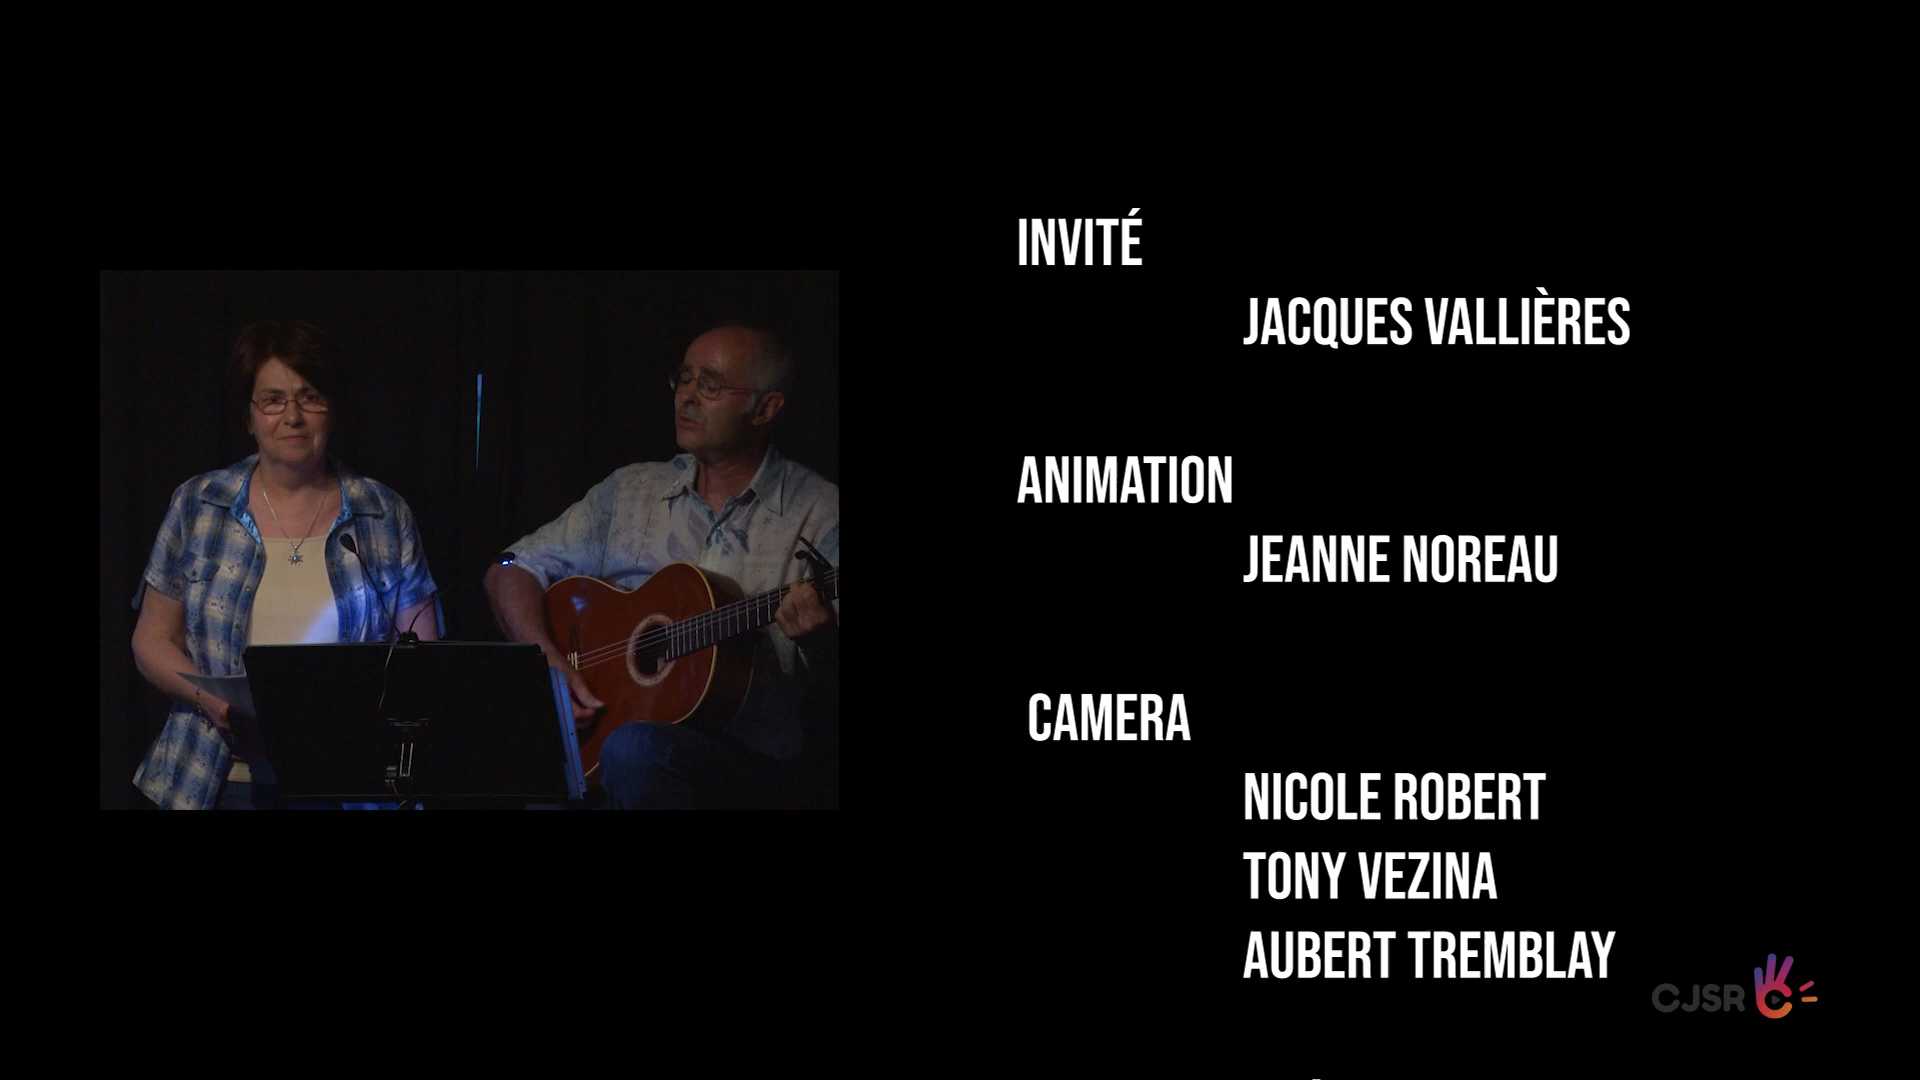 INVITÉ
JACQUES VALLIÈRES
ANIMATION
JEANNE NOREAU
CAMERA
NICOLE ROBERT
TONY VEZINA
AUBERT TREMBLAY
CJSR